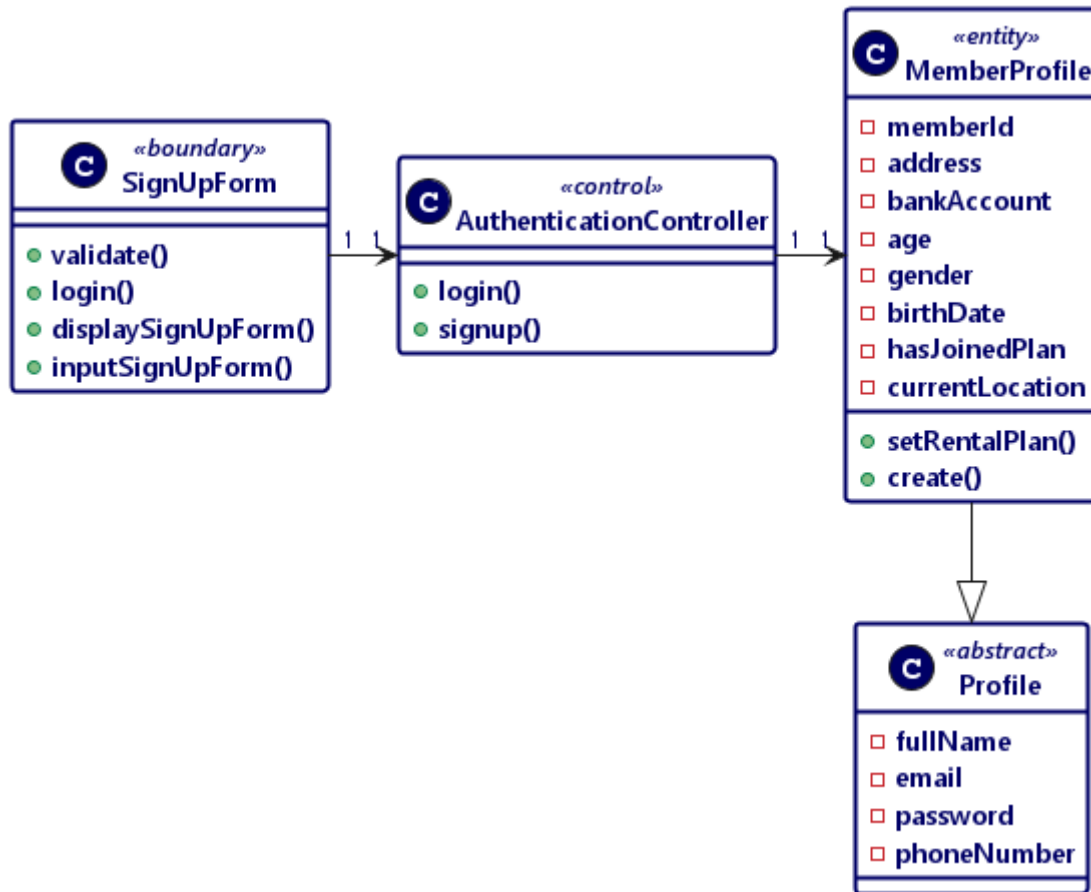 «boundary»
C
SignUpForm
validate()
login()
displaySignUpForm()
inputSignUpForm()
1 1
«control»
C
AuthenticationController
login()
signup()
1 1
«entity»
C
MemberProfile
memberId
address
bankAccount
age
gender
birthDate
hasJoinedPlan
currentLocation
setRentalPlan()
create()
«abstract»
C
Profile
fullName
email
password
phoneNumber